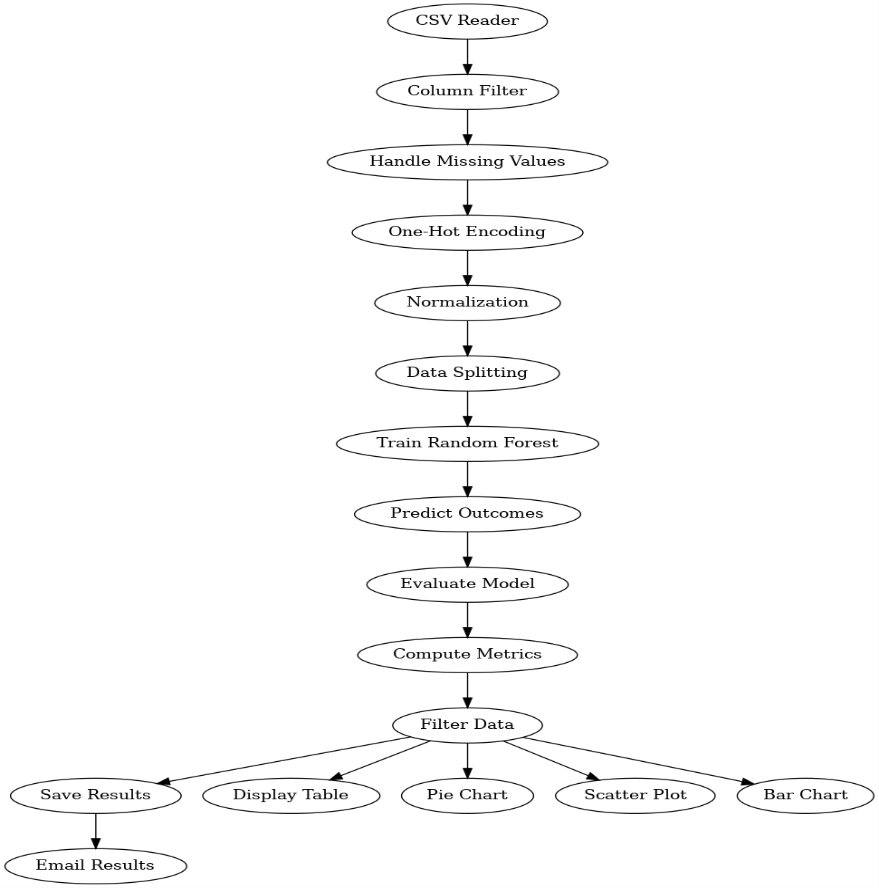 CSV Reader
Column Filter
Handle Missing Values
One-Hot Encoding
Normalization
Data Splitting
Train Random Forest
Predict Outcomes
Evaluate Model
Compute Metrics
Filter Data
Save Results
Display Table
Pie Chart
Scatter Plot
Bar Chart
Email Results